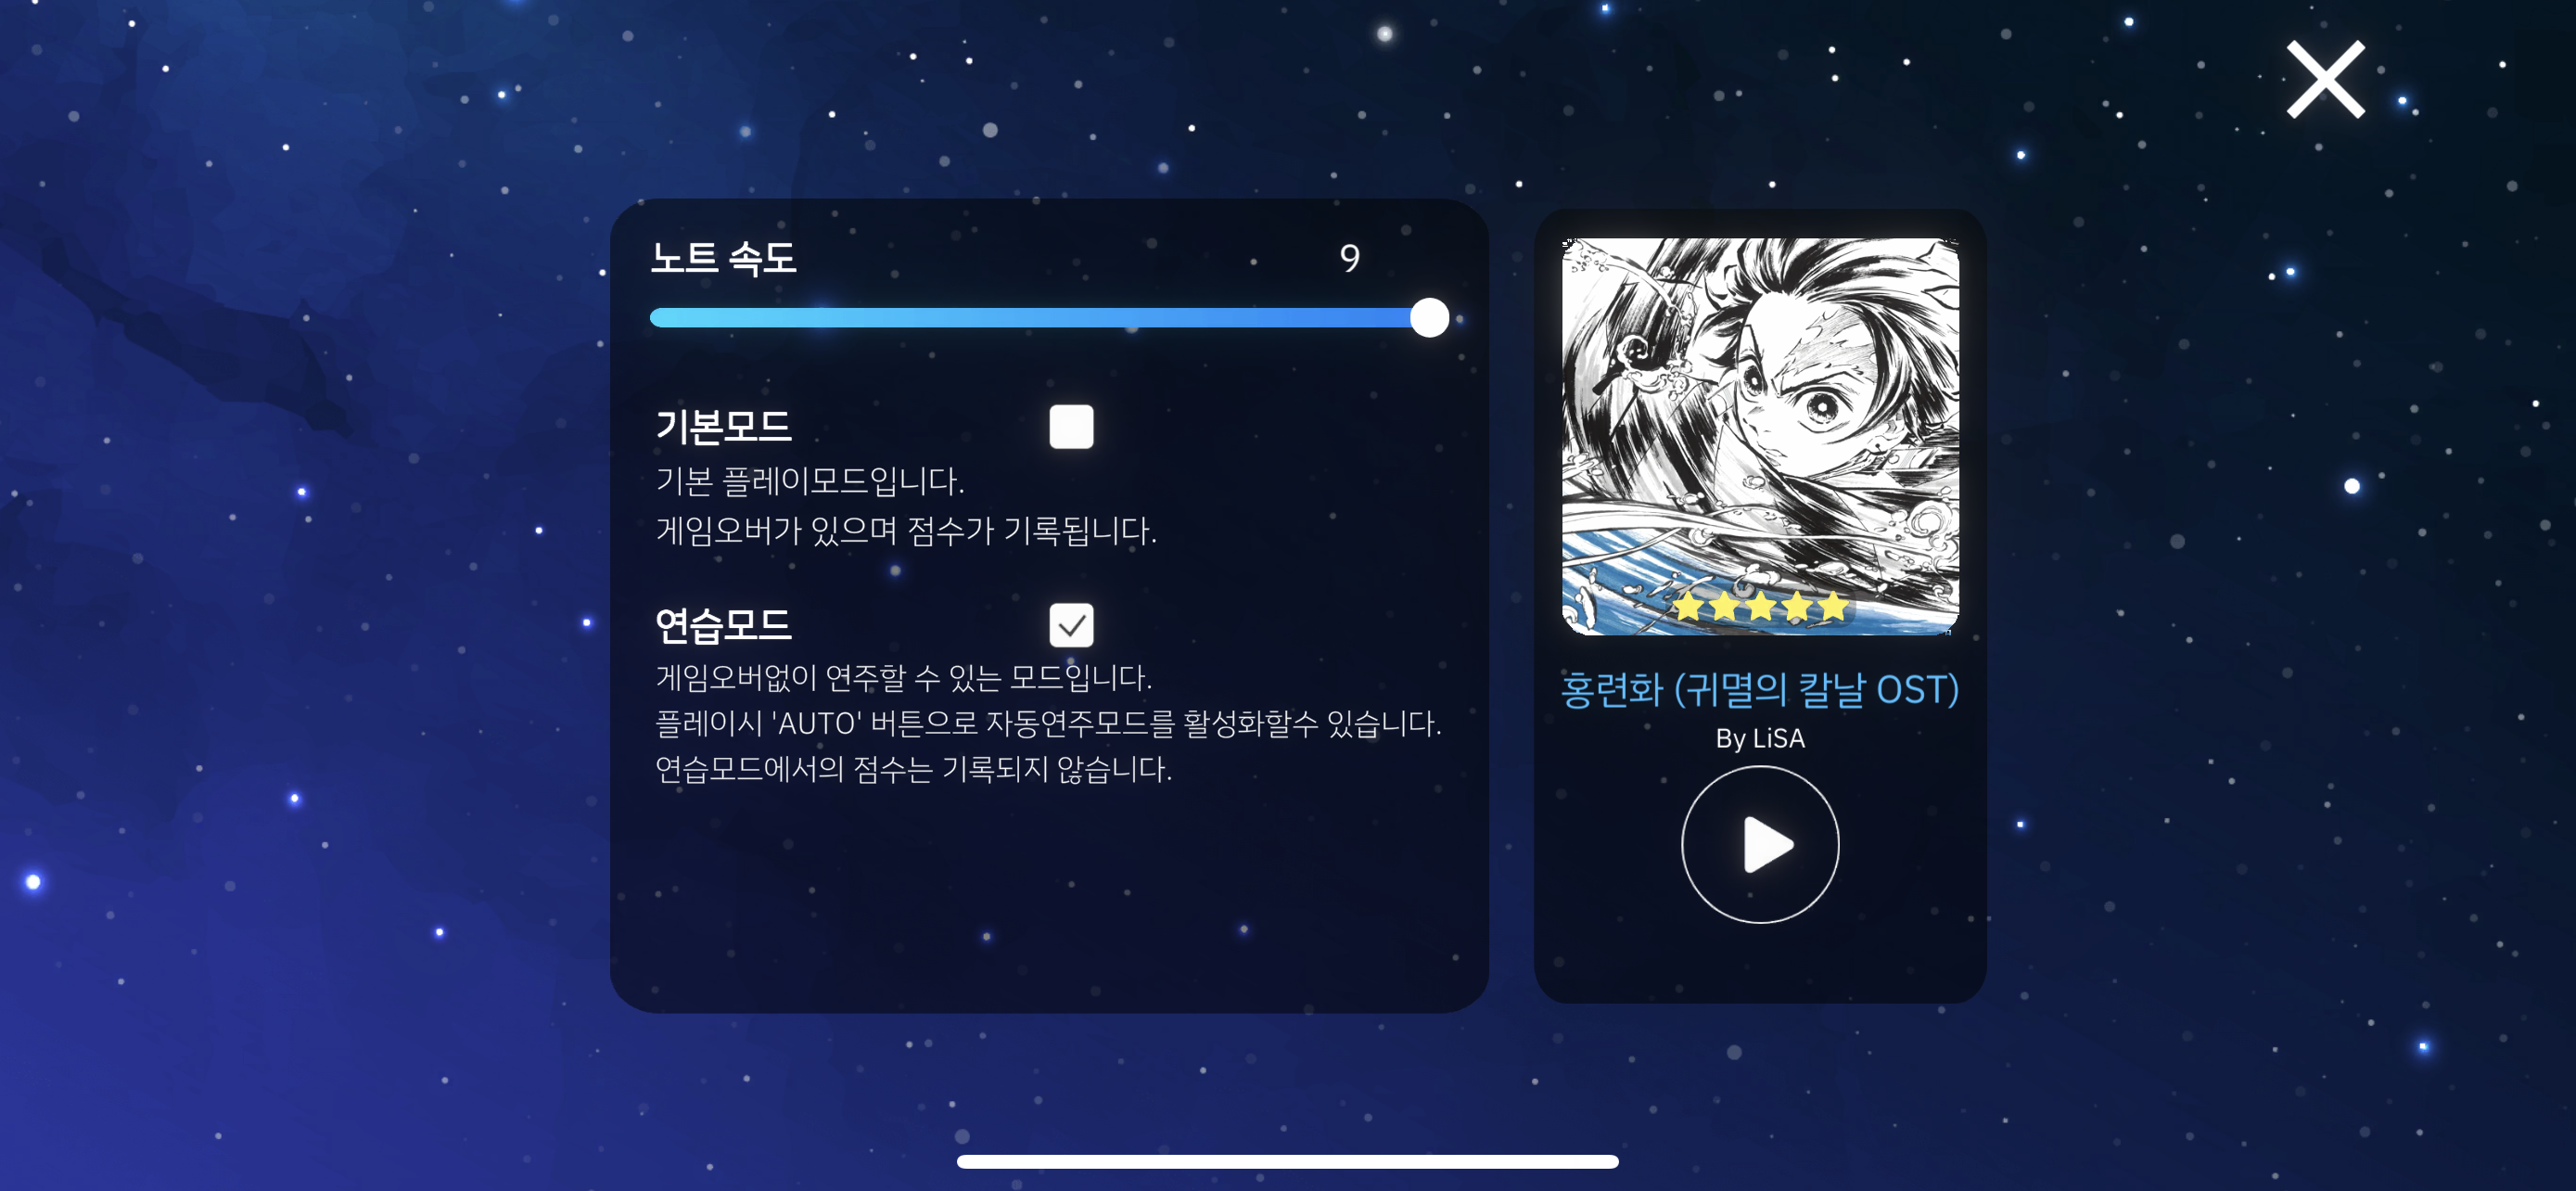 노트 속도
9
기본모드
기본 플레이모드입니다.
게임오버가 있으며 점수가 기록됩니다.
연습모드
게임오버없이 연주할 수 있는 모드입니다.
플레이시 'AUTO' 버튼으로 자동연주모드를 활성화할수 있습니다.
연습모드에서의 점수는 기록되지 않습니다.
홍련화 (귀멸의 칼날 OST)
By LiSA